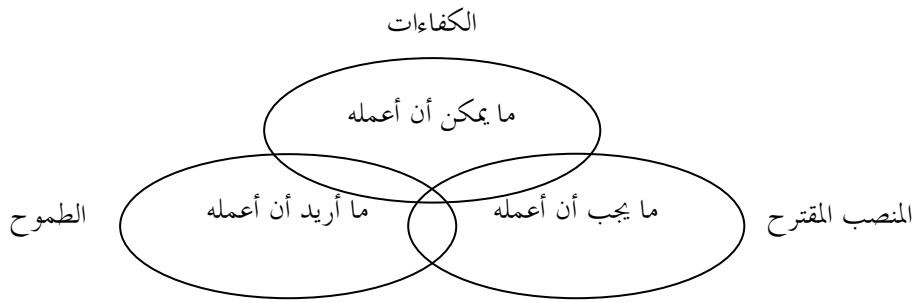 الكفاءات
ما يمكن أن أعمله
المنصب المقترح
ما يجب أن أعمله
ما أريد أن أعمله
الطموح